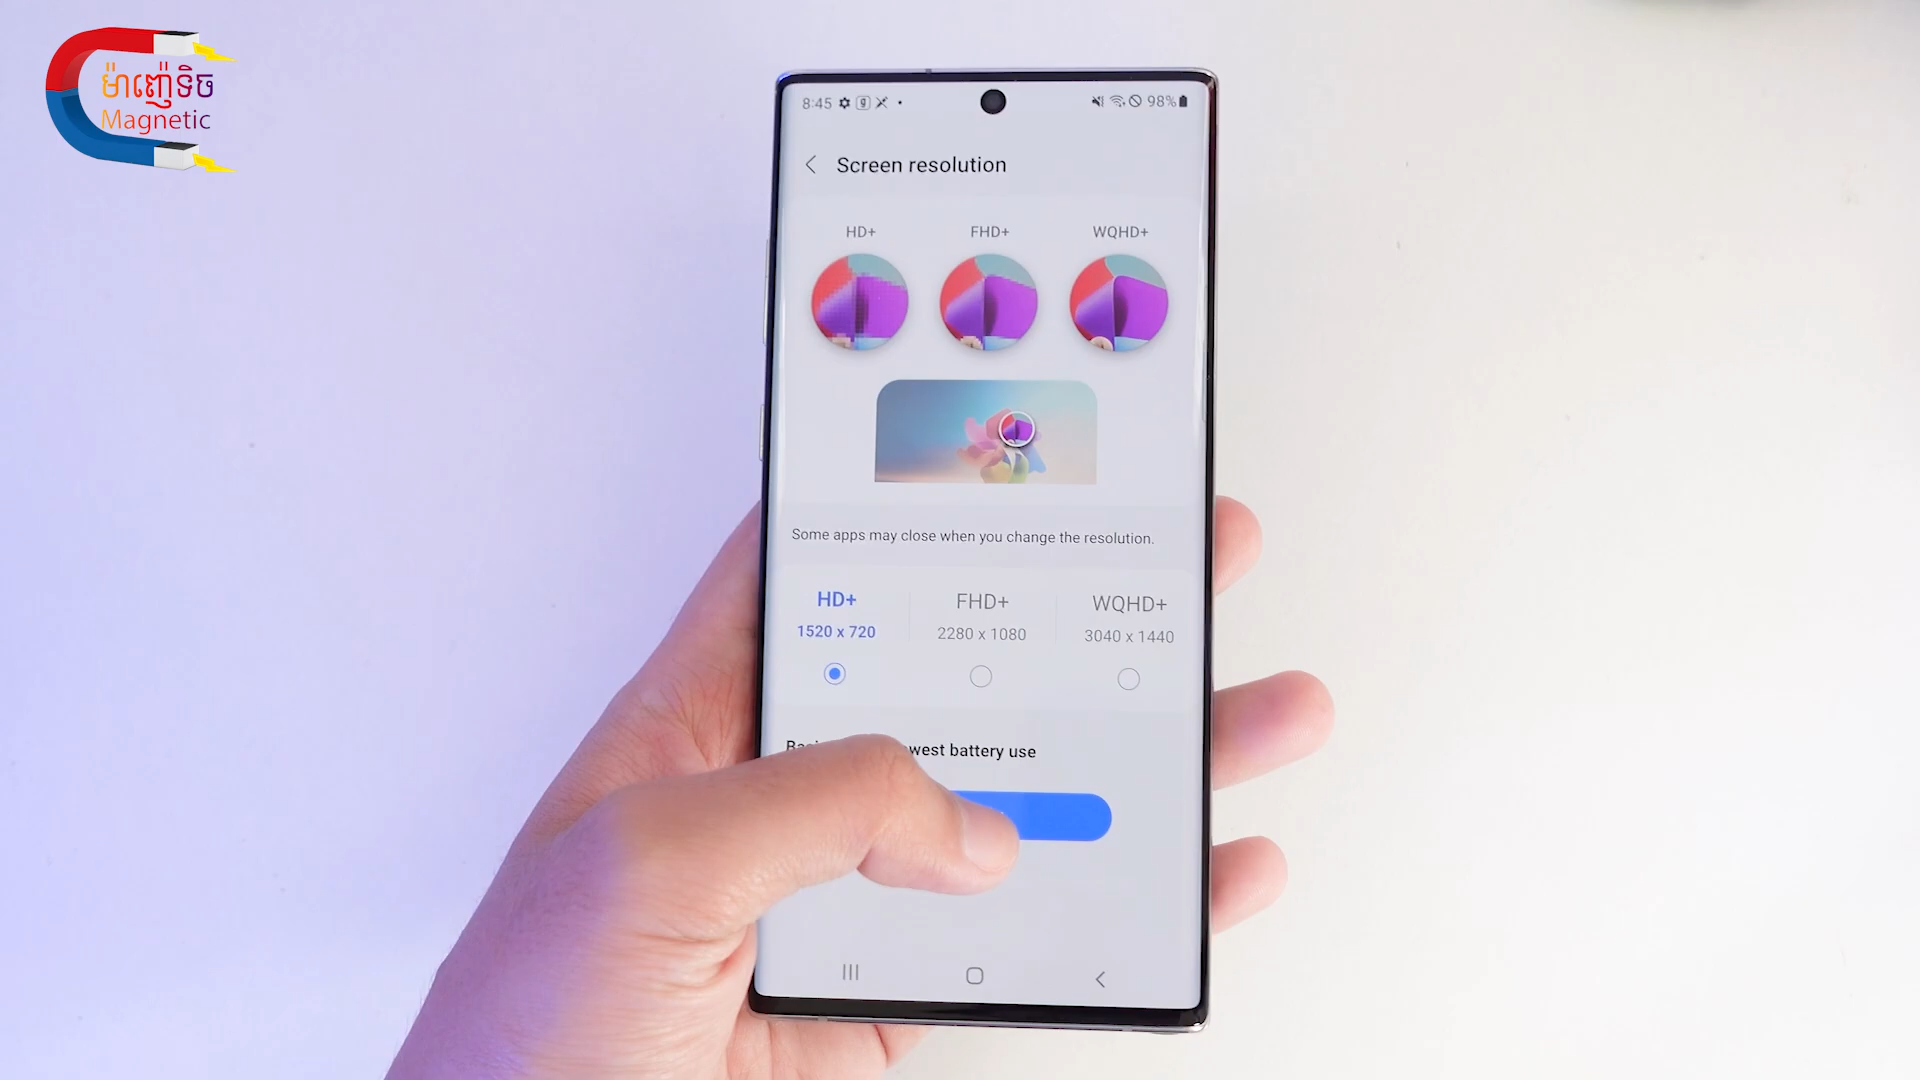 ម៉ាញ៉េទិច
Magnetic
8:45
98%
Screen resolution
HD+
FHD+
WQHD+
Some apps may close when you change the resolution.
HD+
FHD+
WQHD+
1520 x 720
2280 x 1080
3040 x 1440
battery use